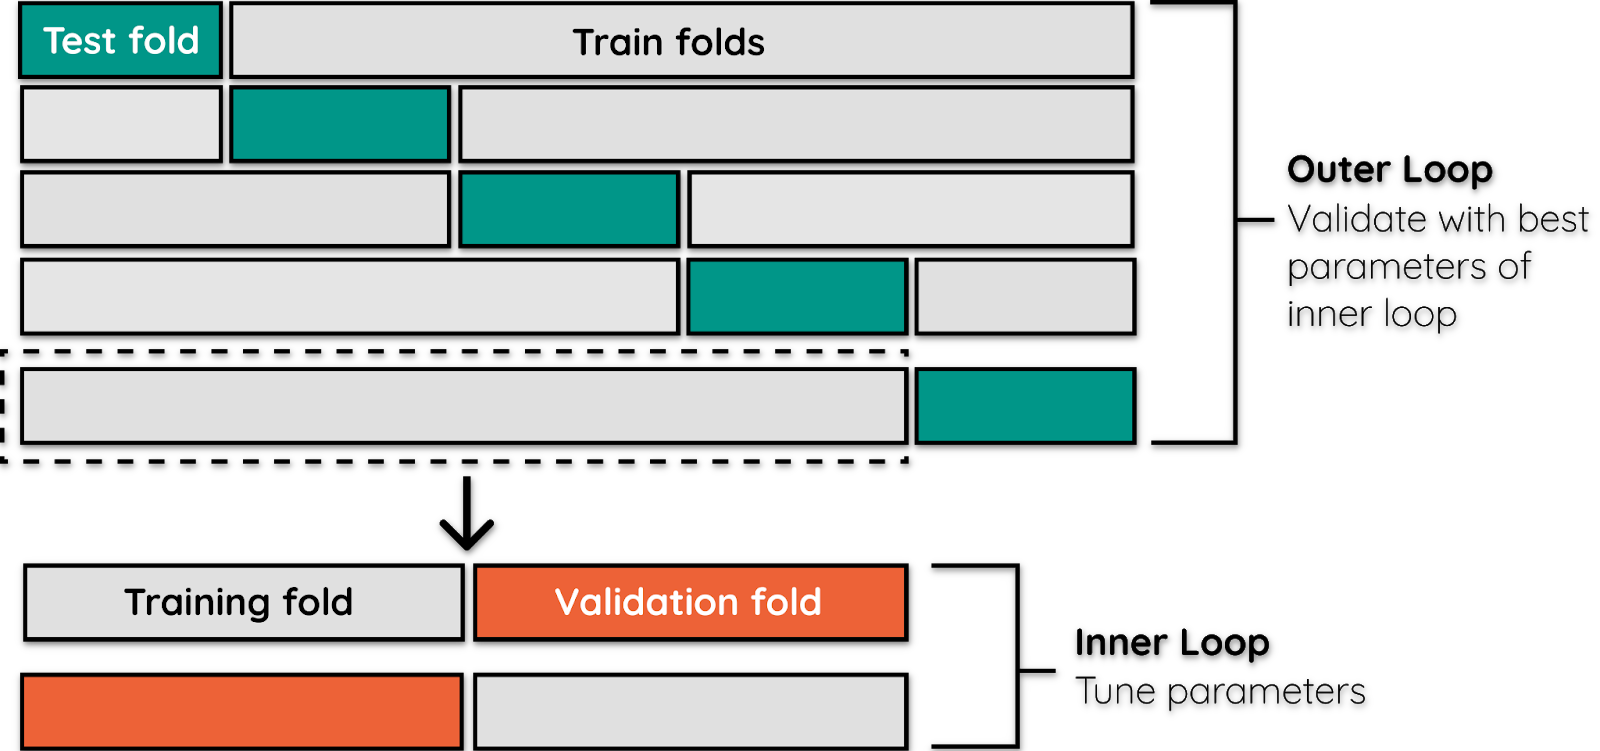 Test fold
Train folds
Outer Loop
Validate with best
parameters of
inner loop
Training fold
Validation fold
Inner Loop
Tune parameters